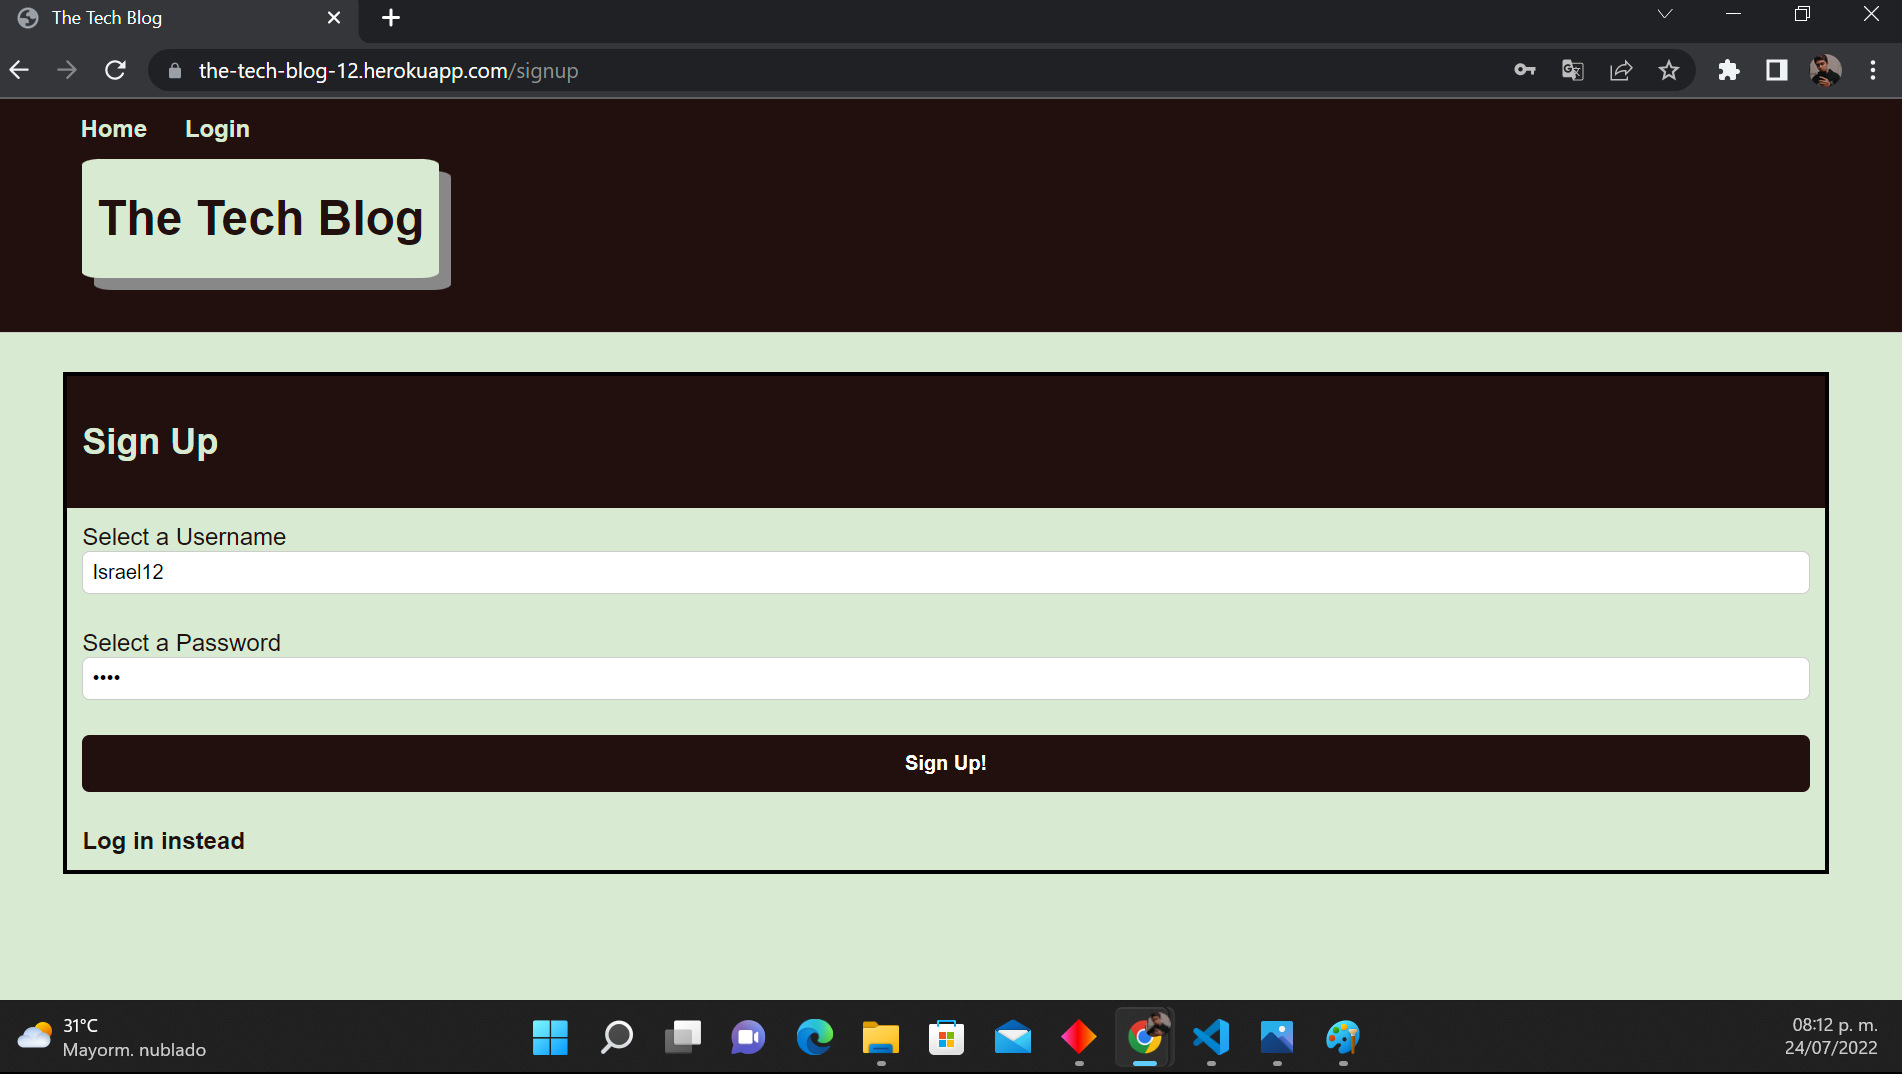 The Tech Blog
the-tech-blog-12.herokuapp.com/signup
Home Login
The Tech Blog
Sign Up
Select a Username
Israel12
Select a Password
••••
Sign Up!
Log in instead
31°C
Mayorm. nublado
08:12 p. m.
24/07/2022